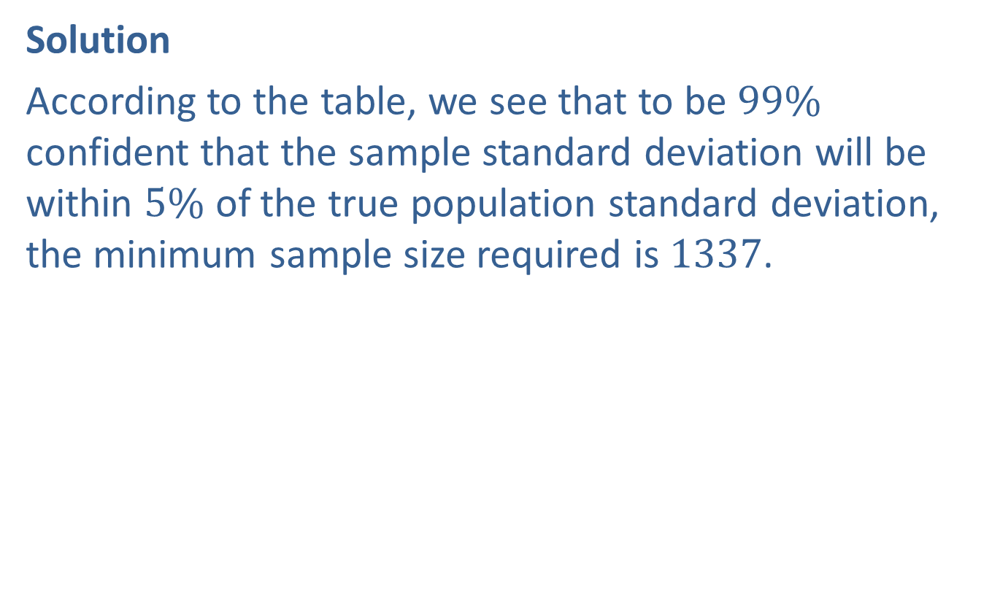 Solution
According to the table, we see that to be 99%
confident that the sample standard deviation will be
within 5% of the true population standard deviation,
the minimum sample size required is 1337.